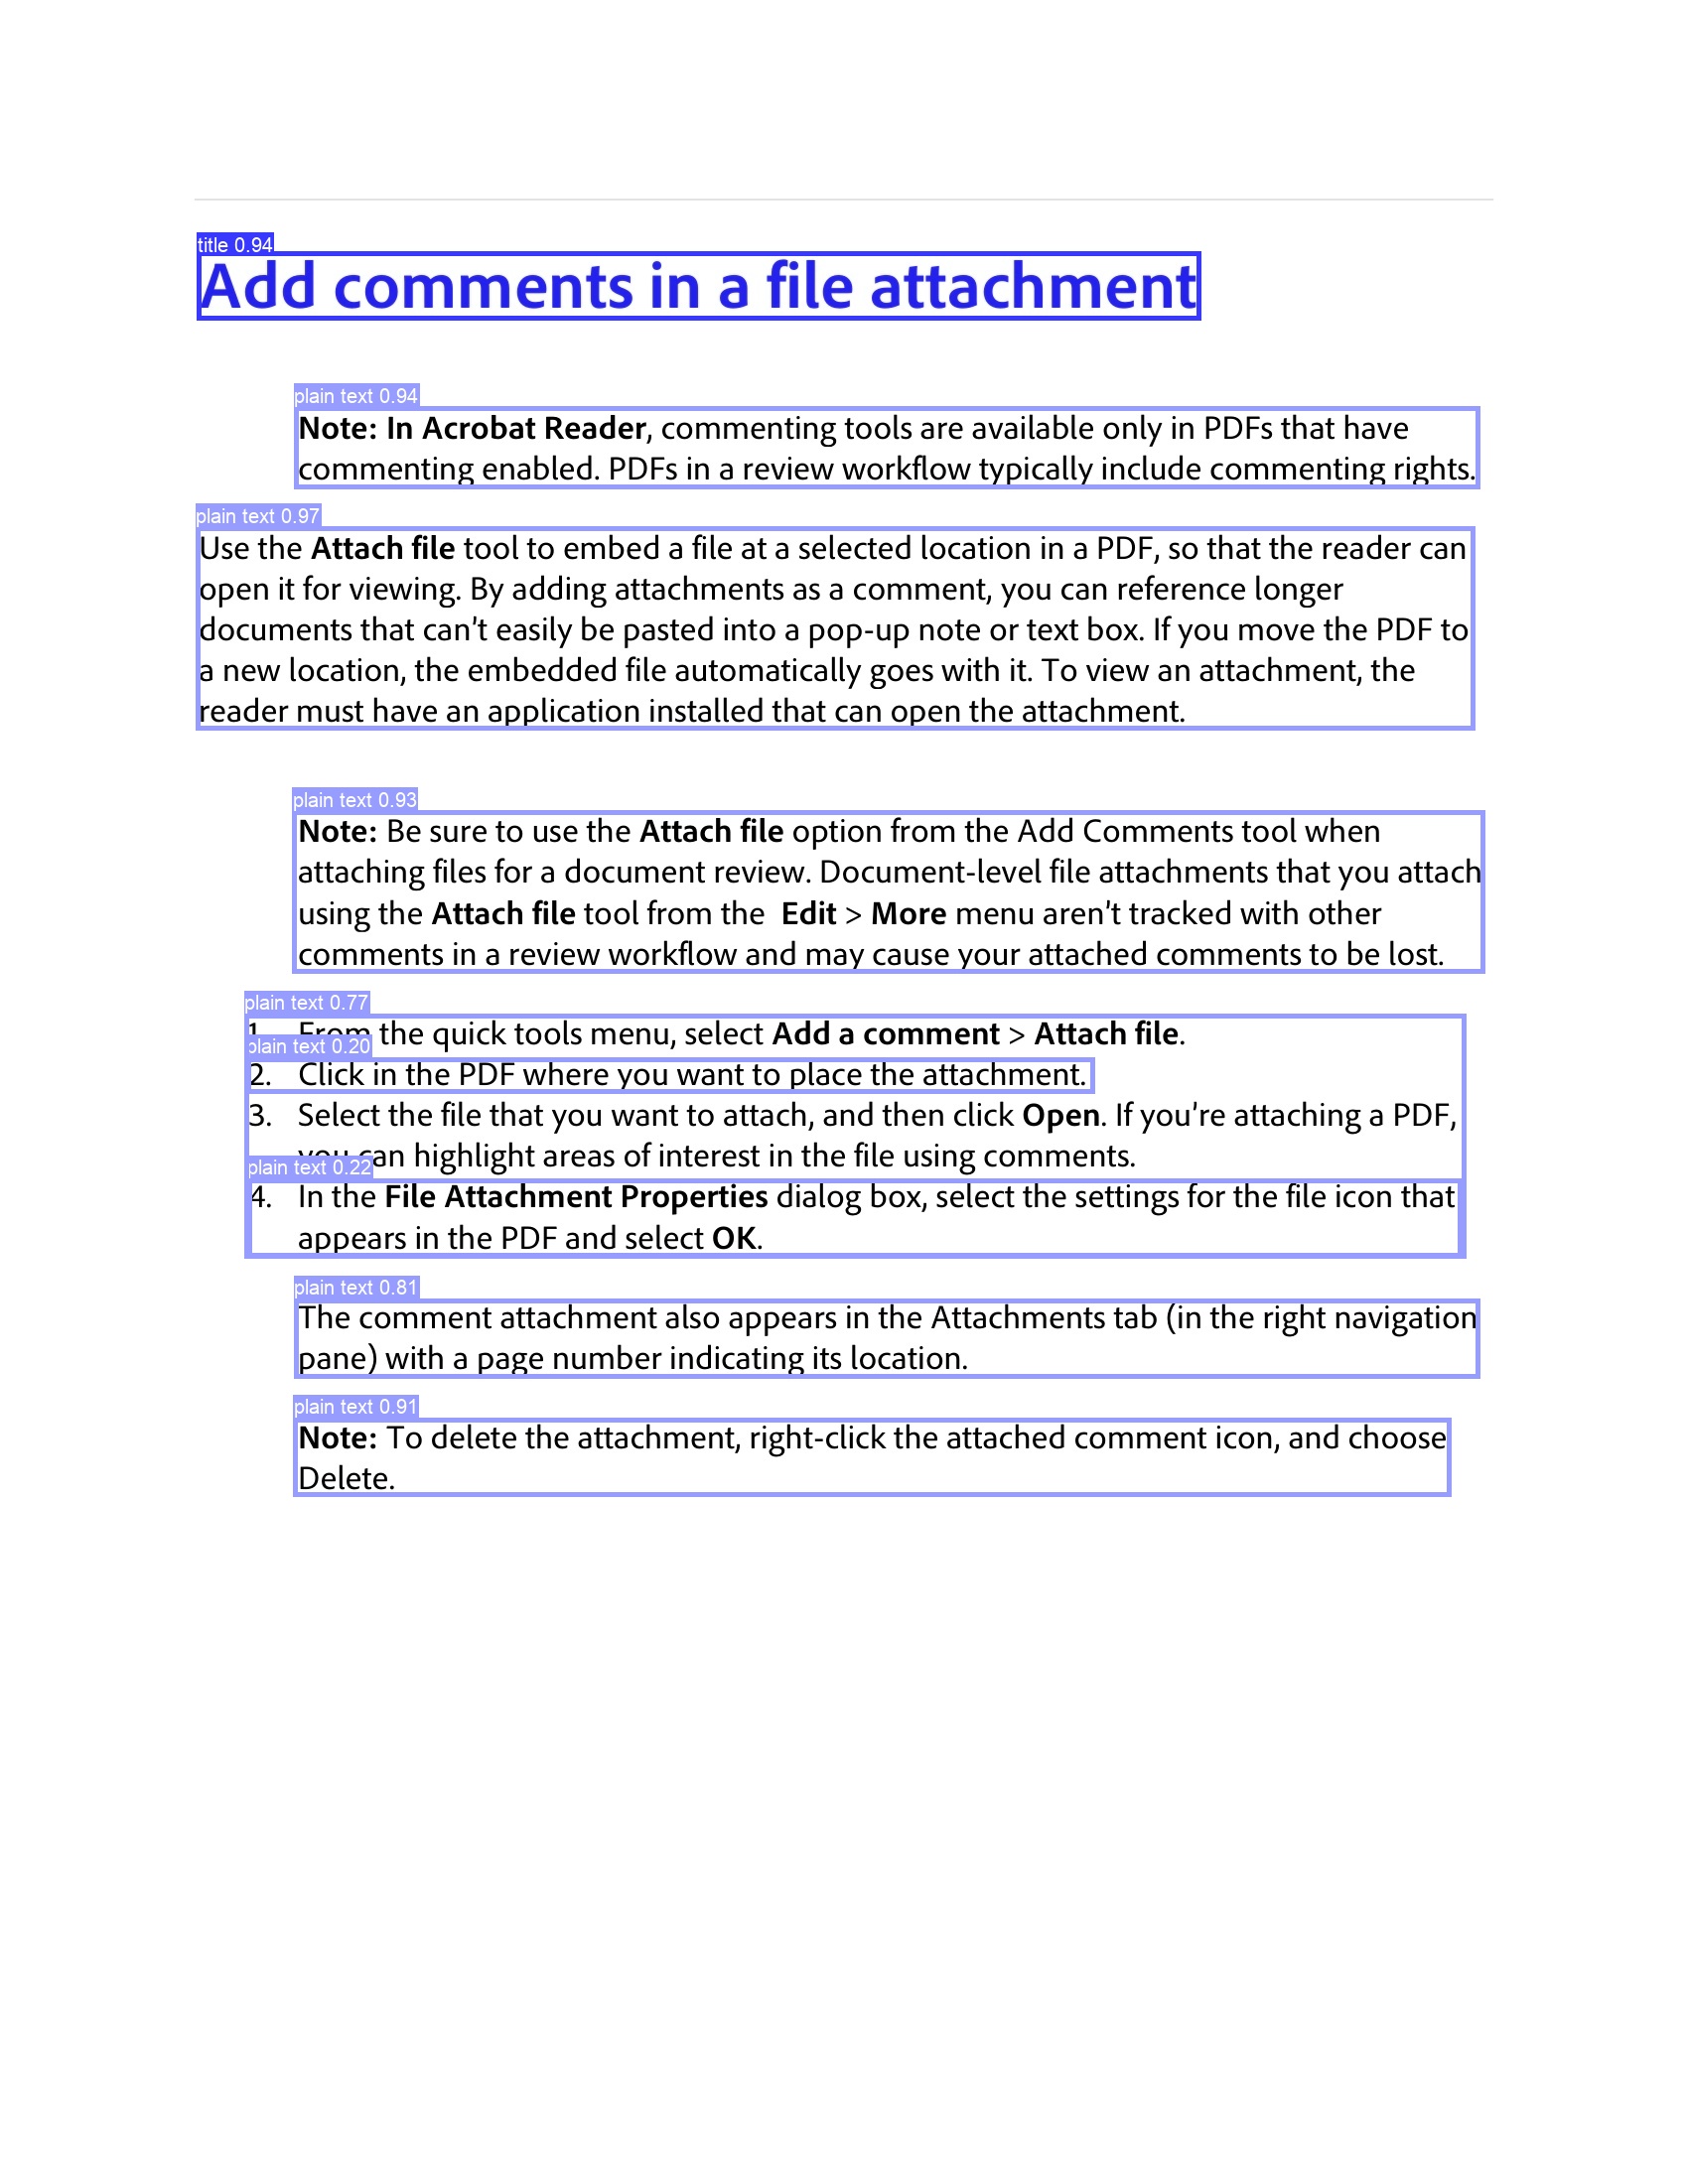 title 0.94
Add comments in a file attachment
plain text 0.94
Note: In Acrobat Reader, commenting tools are available only in PDFs that have
commenting enabled. PDFs in a review workflow typically include commenting rights.
plain text 0.97
Use the Attach file tool to embed a file at a selected location in a PDF, so that the reader can
open it for viewing. By adding attachments as a comment, you can reference longer
documents that can't easily be pasted into a pop-up note or text box. If you move the PDF to
a new location, the embedded file automatically goes with it. To view an attachment, the
reader must have an application installed that can open the attachment.
plain text 0.93
Note: Be sure to use the Attach file option from the Add Comments tool when
attaching files for a document review. Document-level file attachments that you attach
using the Attach file tool from the  Edit > More menu aren't tracked with other
comments in a review workflow and may cause your attached comments to be lost.
plain text 0.77
1. From the quick tools menu, select Add a comment > Attach file.
plain text 0.20
2. Click in the PDF where you want to place the attachment.
3. Select the file that you want to attach, and then click Open. If you're attaching a PDF,
you can highlight areas of interest in the file using comments.
plain text 0.22
4. In the File Attachment Properties dialog box, select the settings for the file icon that
appears in the PDF and select OK.
plain text 0.81
The comment attachment also appears in the Attachments tab (in the right navigation
pane) with a page number indicating its location.
plain text 0.91
Note: To delete the attachment, right-click the attached comment icon, and choose
Delete.